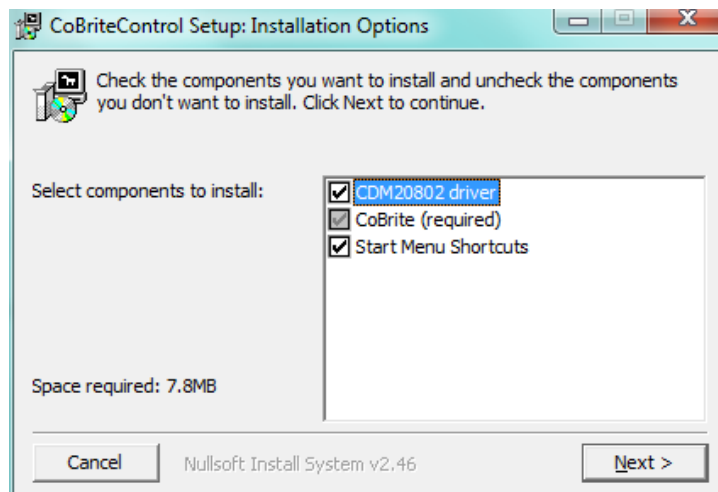 CoBriteControl Setup: Installation Options
Check the components you want to install and uncheck the components
you don't want to install. Click Next to continue.
Select components to install:
CDM20802 driver
CoBrite (required)
Start Menu Shortcuts
Space required: 7.8MB
Cancel
Nullsoft Install System v2.46
Next >